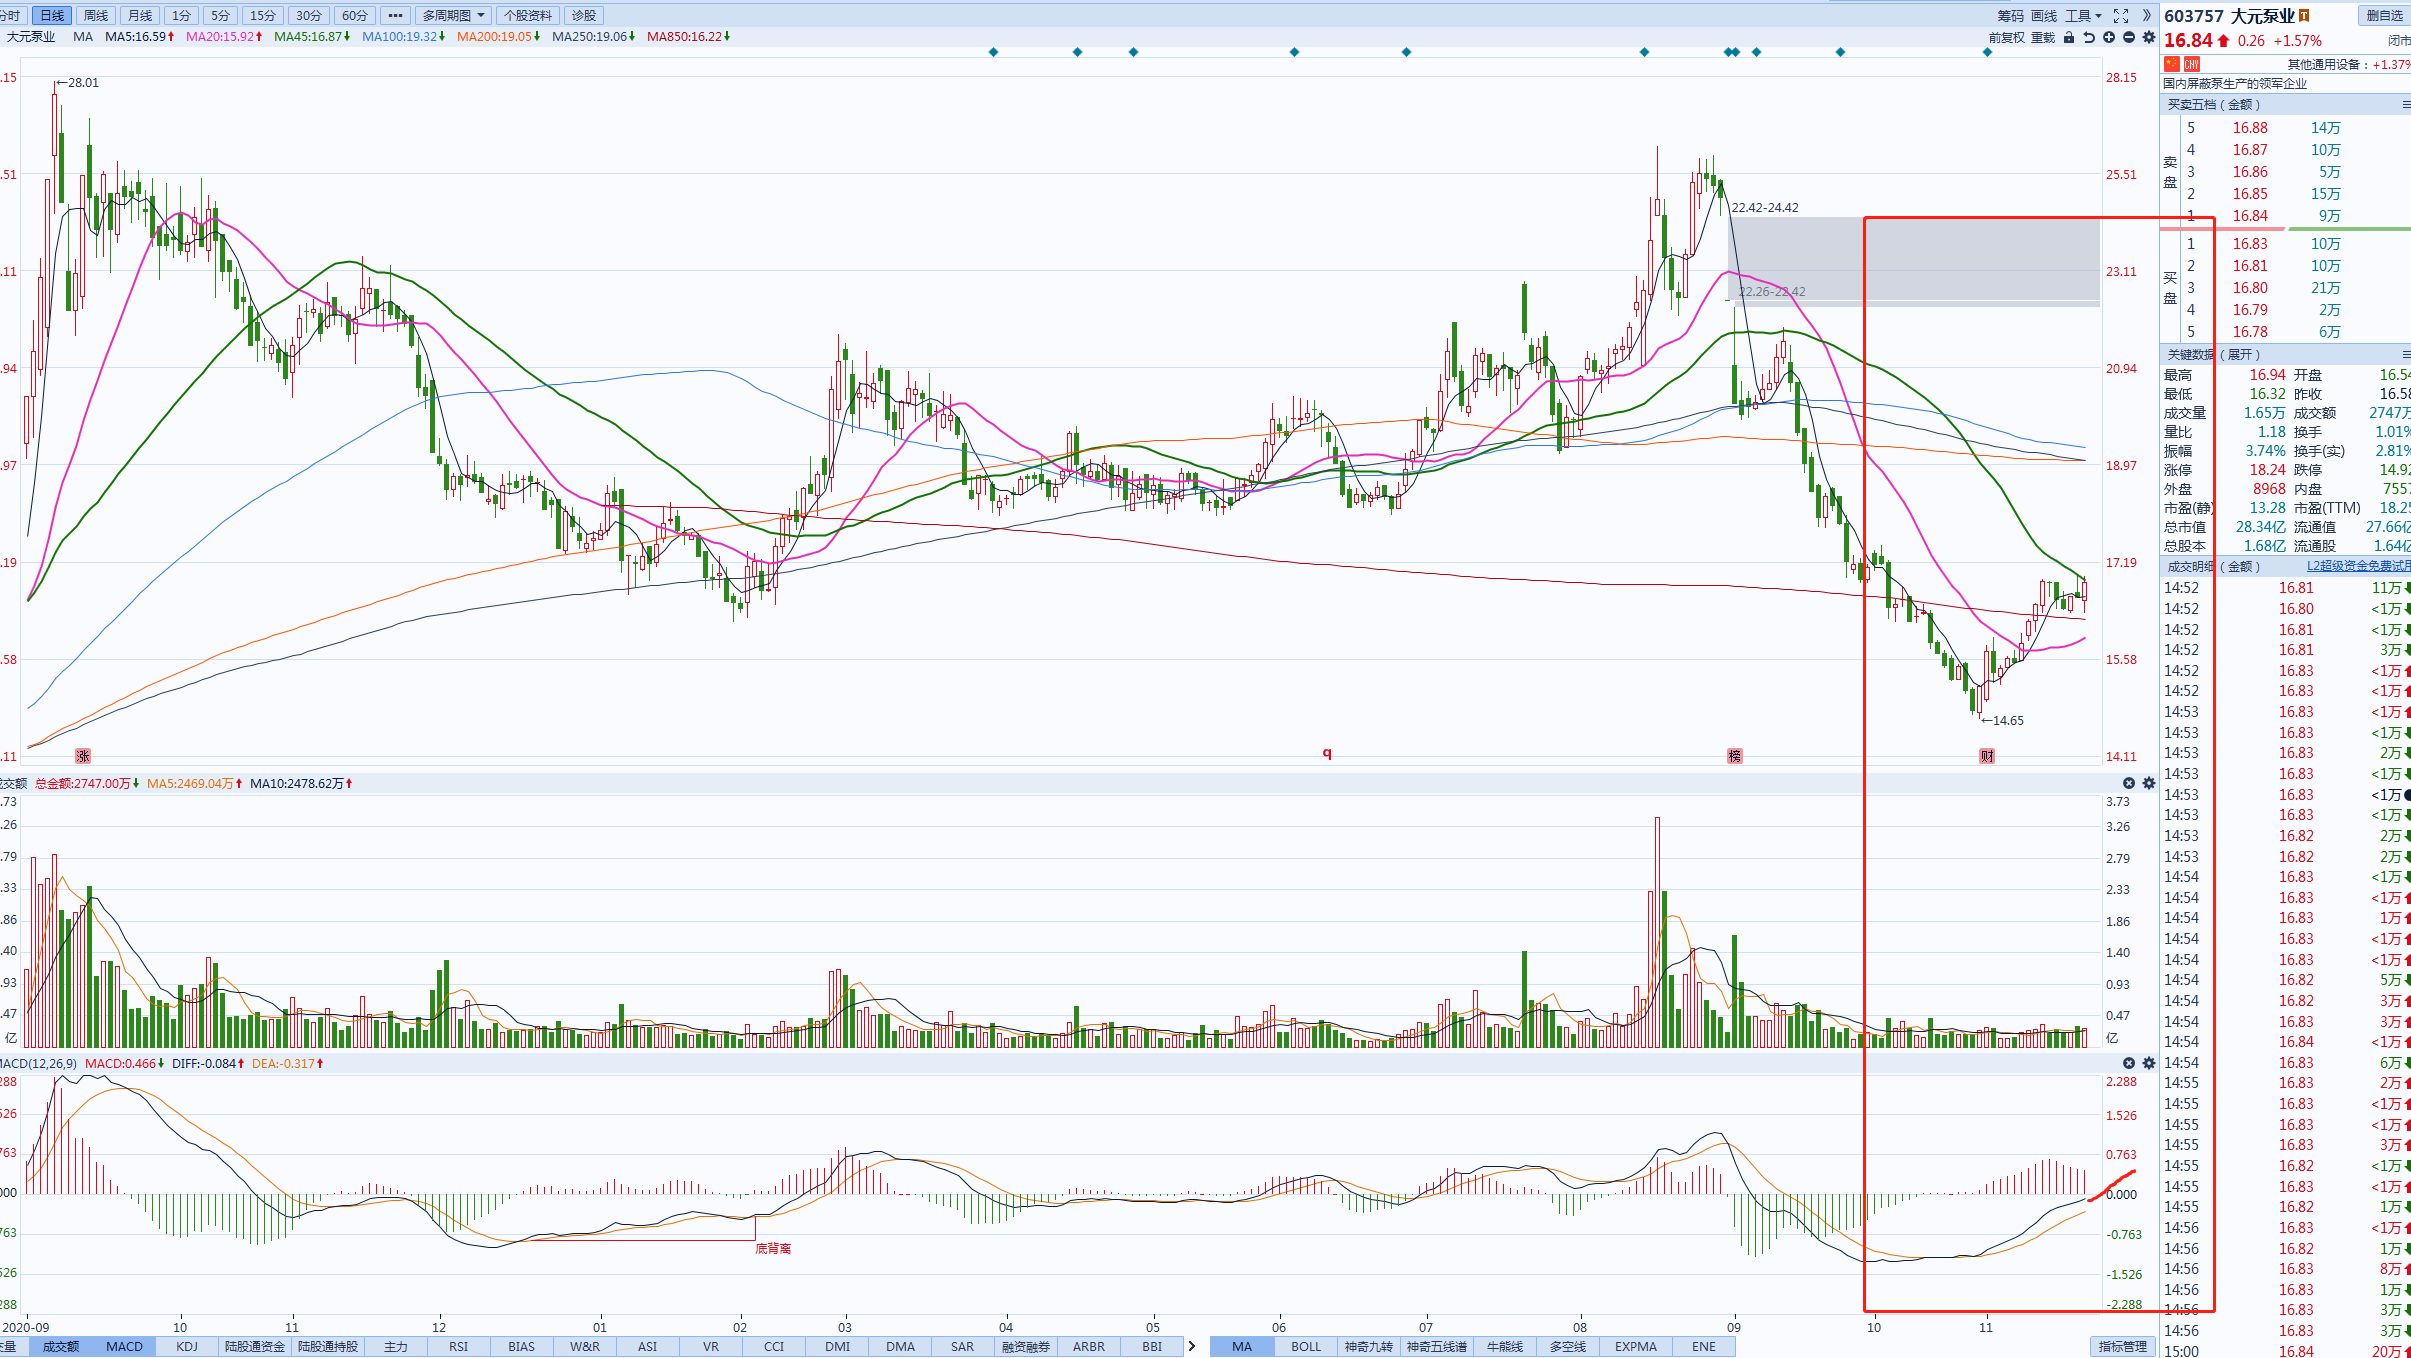 分时 日线 周线 月线 1分 5分 15分 30分 60分 ••• 多周期图 个股资料 诊股 筹码 画线 工具
大元泵业 MA MA5:16.59 MA20:15.92 MA45:16.87 MA100:19.32 MA200:19.05 MA250:19.06 MA850:16.22 前复权 重载
28.01
22.42-24.42
22.26-22.42
14.65
.15
.51
.11
.94
.97
.19
.58
.11
28.15
25.51
23.11
20.94
18.97
17.19
15.58
14.11
涨 q 榜 财
成交额 总金额:2747.00万 MA5:2469.04万 MA10:2478.62万
.73
.26
.79
.33
.86
.40
.93
.47
亿
3.73
3.26
2.79
2.33
1.86
1.40
0.93
0.47
亿
MACD(12,26,9) MACD:0.466 DIFF:-0.084 DEA:-0.317
288
526
763
000
763
526
288
2.288
1.526
0.763
0.000
-0.763
-1.526
-2.288
底背离
2020-09 10 11 12 01 02 03 04 05 06 07 08 09 10 11
交量 成交额 MACD KDJ 陆股通资金 陆股通持股 主力 RSI BIAS W&R ASI VR CCI DMI DMA SAR 融资融券 ARBR BBI MA BOLL 神奇九转 神奇五线谱 牛熊线 多空线 EXPMA ENE 指标管理
603757 大元泵业 T 删自选
16.84 0.26 +1.57% 闭市
CHY 其他通用设备：+1.37%
国内屏蔽泵生产的领军企业
买卖五档（金额）
卖盘
5 16.88 14万
4 16.87 10万
3 16.86 5万
2 16.85 15万
1 16.84 9万
买盘
1 16.83 10万
2 16.81 10万
3 16.80 21万
4 16.79 2万
5 16.78 6万
关键数据（展开）
最高 16.94 开盘 16.54
最低 16.32 昨收 16.58
成交量 1.65万 成交额 2747万
量比 1.18 换手 1.01%
振幅 3.74% 换手(实) 2.81%
涨停 18.24 跌停 14.92
外盘 8968 内盘 7557
市盈(静) 13.28 市盈(TTM) 18.25
总市值 28.34亿 流通值 27.66亿
总股本 1.68亿 流通股 1.64亿
成交明细（金额） L2超级资金免费试用
14:52 16.81 11万
14:52 16.80 <1万
14:52 16.81 <1万
14:52 16.81 3万
14:52 16.83 <1万
14:52 16.83 <1万
14:53 16.83 <1万
14:53 16.83 <1万
14:53 16.83 2万
14:53 16.83 <1万
14:53 16.83 <1万
14:53 16.83 <1万
14:53 16.82 2万
14:53 16.82 2万
14:54 16.83 <1万
14:54 16.83 <1万
14:54 16.83 1万
14:54 16.83 <1万
14:54 16.83 <1万
14:54 16.82 5万
14:54 16.82 3万
14:54 16.83 3万
14:54 16.84 <1万
14:54 16.83 6万
14:55 16.83 2万
14:55 16.83 <1万
14:55 16.83 <1万
14:55 16.83 3万
14:55 16.82 <1万
14:55 16.83 <1万
14:55 16.82 1万
14:56 16.83 <1万
14:56 16.82 1万
14:56 16.83 8万
14:56 16.83 1万
14:56 16.83 3万
14:56 16.83 3万
15:00 16.84 20万